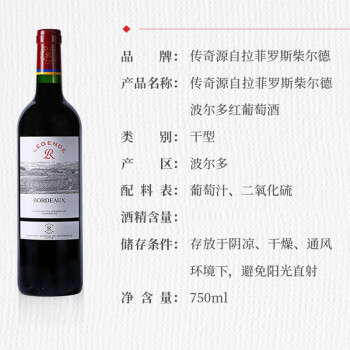 品 牌： 传奇源自拉菲罗斯柴尔德
产品名称： 传奇源自拉菲罗斯柴尔德
波尔多红葡萄酒
类 别： 干型
产 区： 波尔多
配 料 表： 葡萄汁、二氧化硫
酒精含量：
储存条件： 存放于阴凉、干燥、通风
环境下，避免阳光直射
净 含 量： 750ml
LEGENDE
R
BORDEAUX